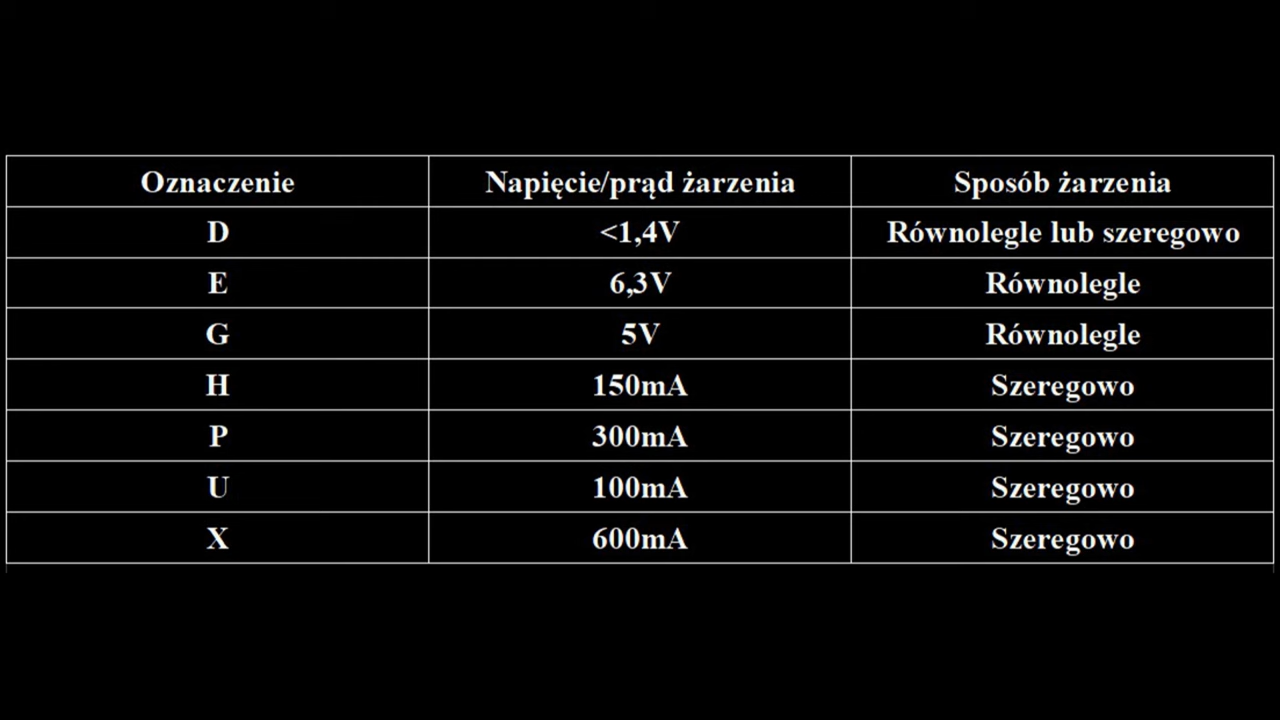 Oznaczenie Napięcie/prąd żarzenia Sposób żarzenia
D <1,4V Równolegle lub szeregowo
E 6,3V Równolegle
G 5V Równolegle
H 150mA Szeregowo
P 300mA Szeregowo
U 100mA Szeregowo
X 600mA Szeregowo